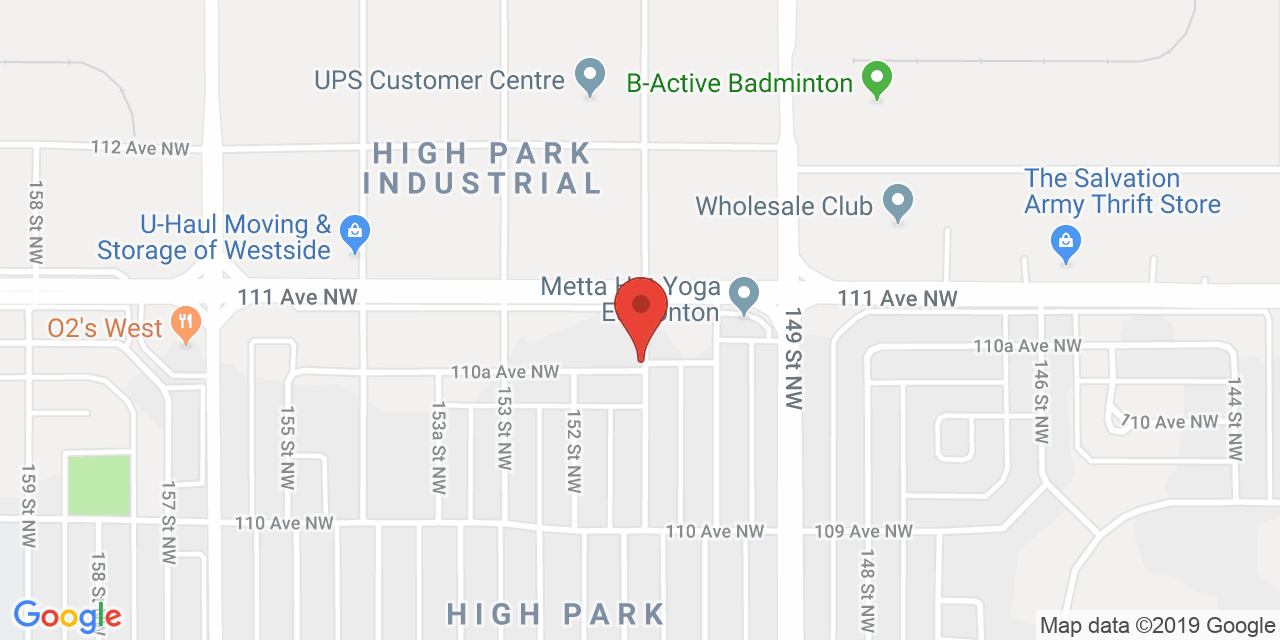 UPS Customer Centre
B-Active Badminton
112 Ave NW
HIGH PARK
INDUSTRIAL
158 St NW
The Salvation
Army Thrift Store
Wholesale Club
U-Haul Moving &
Storage of Westside
111 Ave NW
Metta Hot Yoga
111 Ave NW
O2's West
149 St NW
110a Ave NW
110a Ave NW
146 St NW
144 St NW
155 St NW
153a St NW
153 St NW
152 St NW
710 Ave NW
159 St NW
157 St NW
110 Ave NW
110 Ave NW
109 Ave NW
158 St NW
148 St NW
Google
HIGH PARK
Map data ©2019 Google